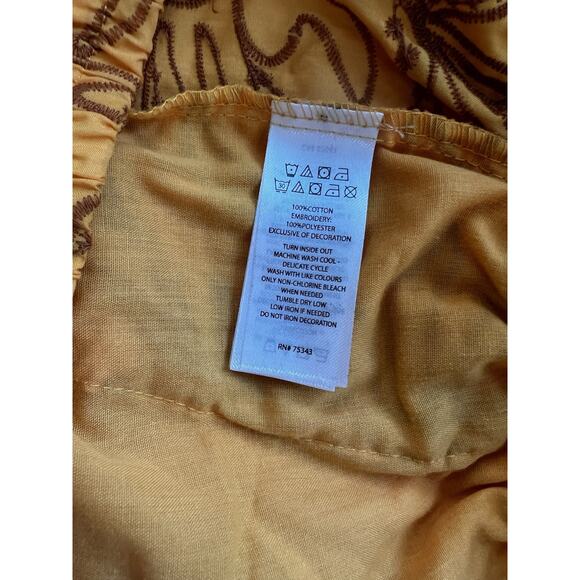 30
100%COTTON
EMBROIDERY:
100%POLYESTER
EXCLUSIVE OF DECORATION
TURN INSIDE OUT
MACHINE WASH COOL -
DELICATE CYCLE
WASH WITH LIKE COLOURS
ONLY NON-CHLORINE BLEACH
WHEN NEEDED
TUMBLE DRY LOW
LOW IRON IF NEEDED
DO NOT IRON DECORATION
RN# 75343